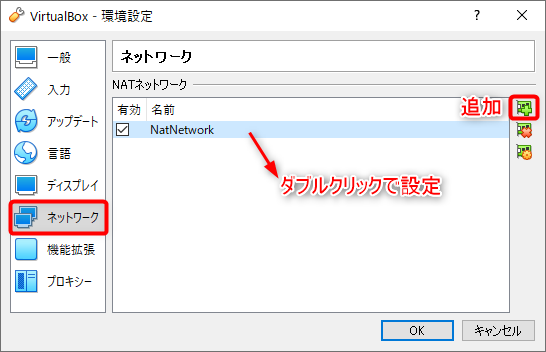 VirtualBox - 環境設定
一般
入力
アップデート
言語
ディスプレイ
ネットワーク
機能拡張
プロキシー
ネットワーク
NATネットワーク
有効 名前
NatNetwork
追加
ダブルクリックで設定
OK キャンセル